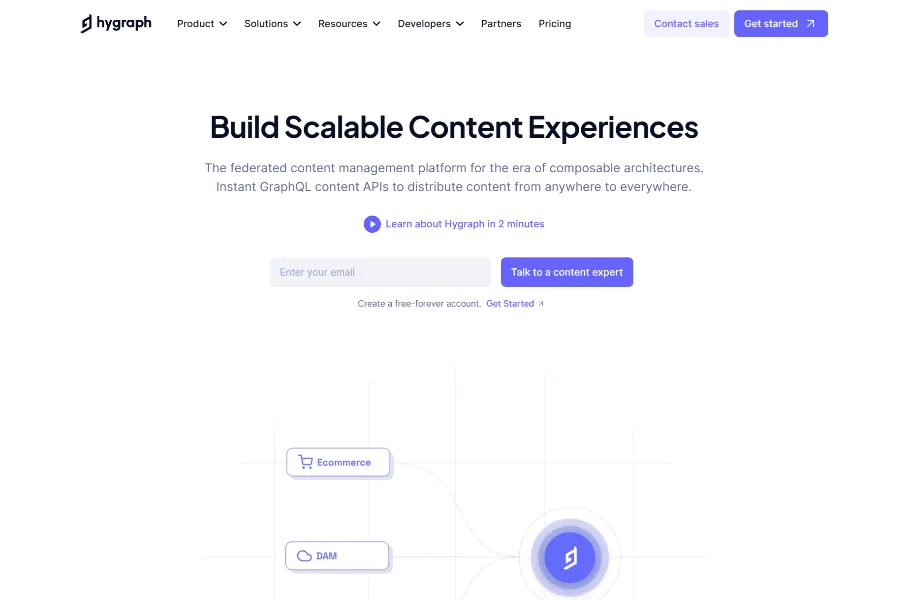 hygraph Product Solutions Resources Developers Partners Pricing Contact sales Get started
Build Scalable Content Experiences
The federated content management platform for the era of composable architectures.
Instant GraphQL content APIs to distribute content from anywhere to everywhere.
Learn about Hygraph in 2 minutes
Enter your email Talk to a content expert
Create a free-forever account. Get Started
Ecommerce
DAM